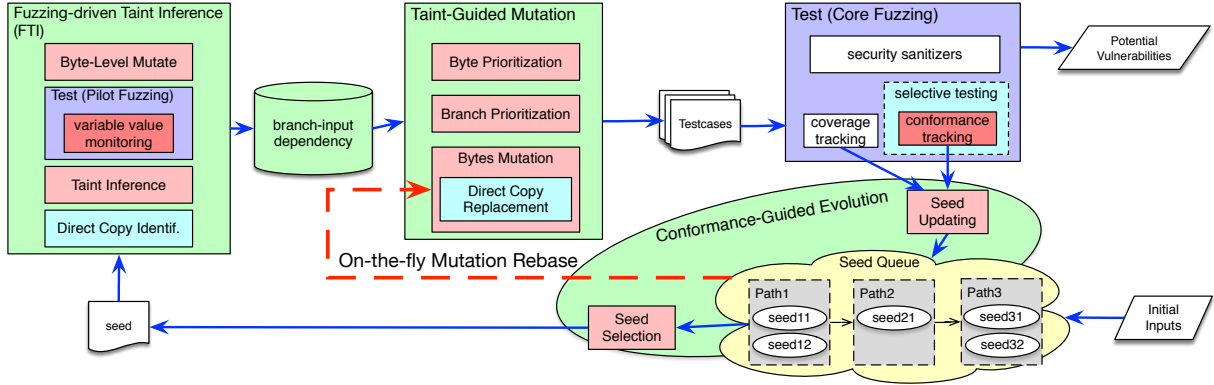 Fuzzing-driven Taint Inference
(FTI)
Byte-Level Mutate
Test (Pilot Fuzzing)
variable value
monitoring
Taint Inference
Direct Copy Identif.
branch-input
dependency
Taint-Guided Mutation
Byte Prioritization
Branch Prioritization
Bytes Mutation
Direct Copy
Replacement
Testcases
Test (Core Fuzzing)
security sanitizers
selective testing
coverage
tracking
conformance
tracking
Potential
Vulnerabilities
Conformance-Guided Evolution
Seed
Updating
On-the-fly Mutation Rebase
Seed Queue
Path1
seed11
seed12
Path2
seed21
Path3
seed31
seed32
Initial
Inputs
Seed
Selection
seed